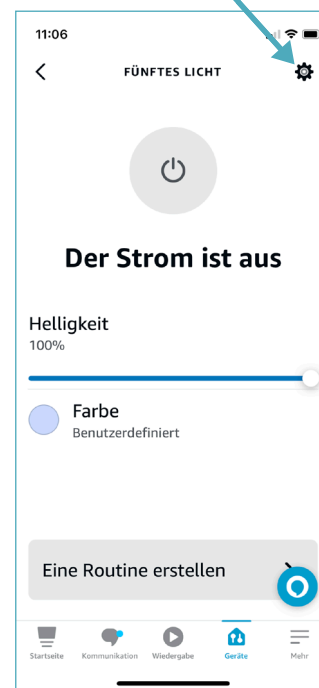 11:06
FÜNFTES LICHT
Der Strom ist aus
Helligkeit
100%
Farbe
Benutzerdefiniert
Eine Routine erstellen
Startseite Kommunikation Wiedergabe Geräte Mehr